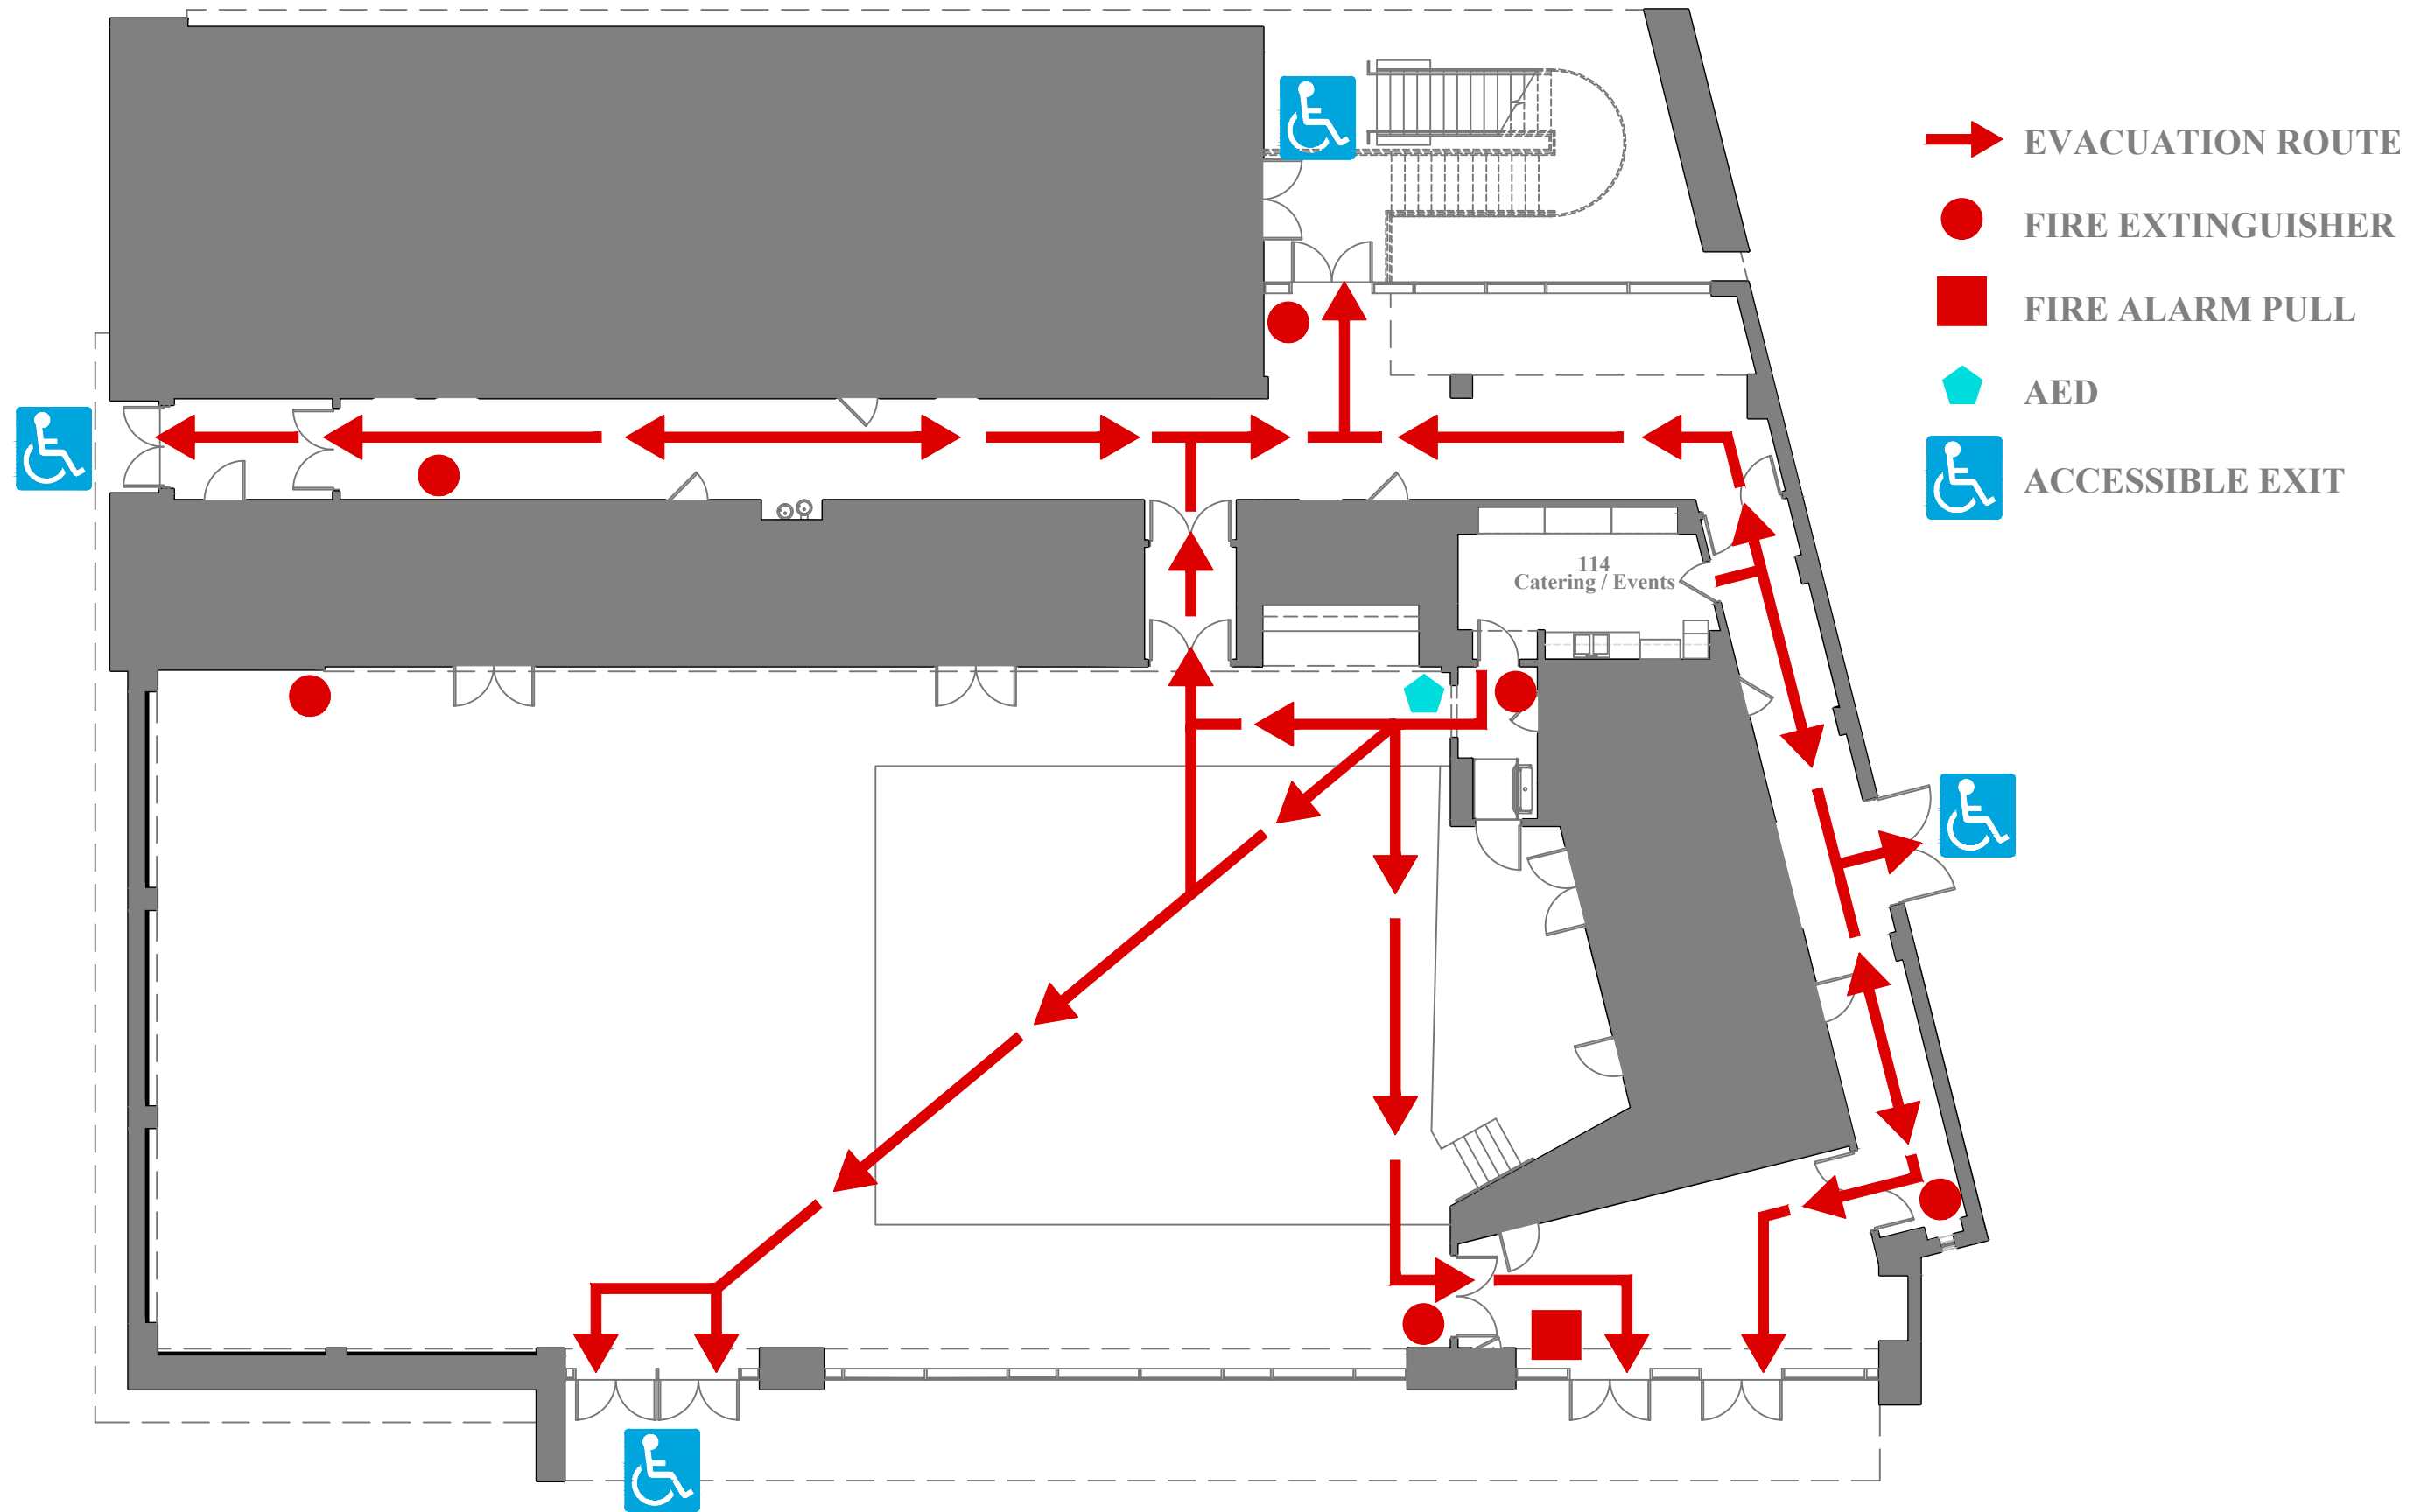 EVACUATION ROUTE
FIRE EXTINGUISHER
FIRE ALARM PULL
AED
ACCESSIBLE EXIT
114
Catering / Events